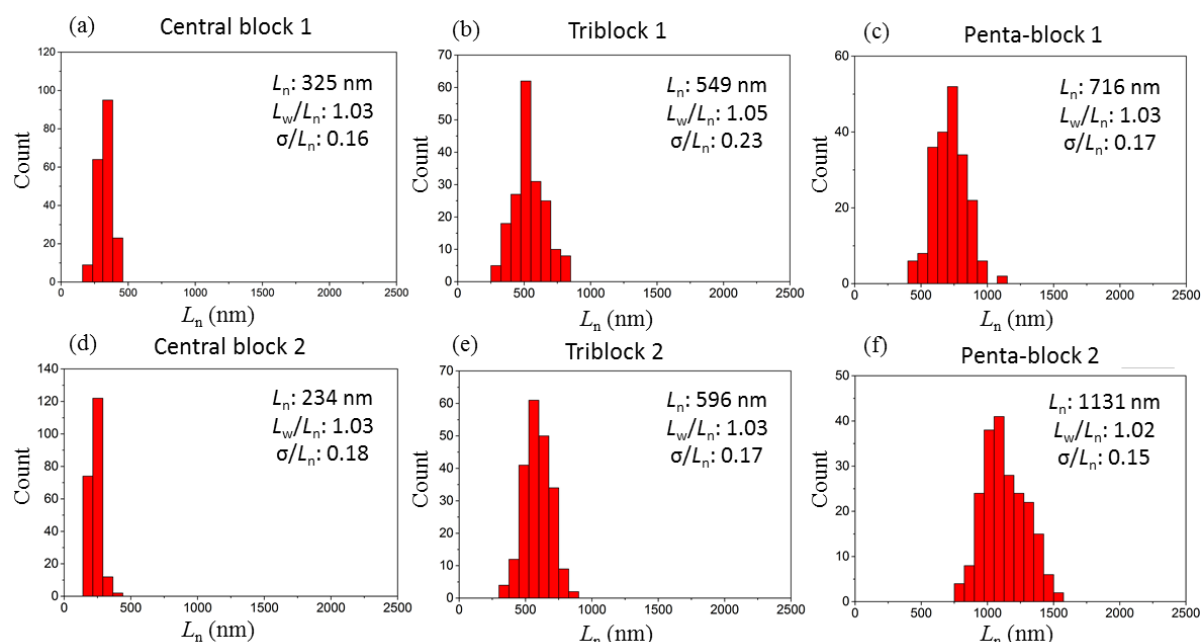 (a) Central block 1
120
100
80
60
40
20
0
Count
Lₙ: 325 nm
L_w/Lₙ: 1.03
σ/Lₙ: 0.16
0 500 1000 1500 2000 2500
Lₙ (nm)
(b) Triblock 1
70
60
50
40
30
20
10
0
Count
Lₙ: 549 nm
L_w/Lₙ: 1.05
σ/Lₙ: 0.23
0 500 1000 1500 2000 2500
Lₙ (nm)
(c) Penta-block 1
60
40
20
0
Count
Lₙ: 716 nm
L_w/Lₙ: 1.03
σ/Lₙ: 0.17
0 500 1000 1500 2000 2500
Lₙ (nm)
(d) Central block 2
140
120
100
80
60
40
20
0
Count
Lₙ: 234 nm
L_w/Lₙ: 1.03
σ/Lₙ: 0.18
0 500 1000 1500 2000 2500
Lₙ (nm)
(e) Triblock 2
70
60
50
40
30
20
10
0
Count
Lₙ: 596 nm
L_w/Lₙ: 1.03
σ/Lₙ: 0.17
0 500 1000 1500 2000 2500
Lₙ (nm)
(f) Penta-block 2
50
40
30
20
10
0
Count
Lₙ: 1131 nm
L_w/Lₙ: 1.02
σ/Lₙ: 0.15
0 500 1000 1500 2000 2500
Lₙ (nm)